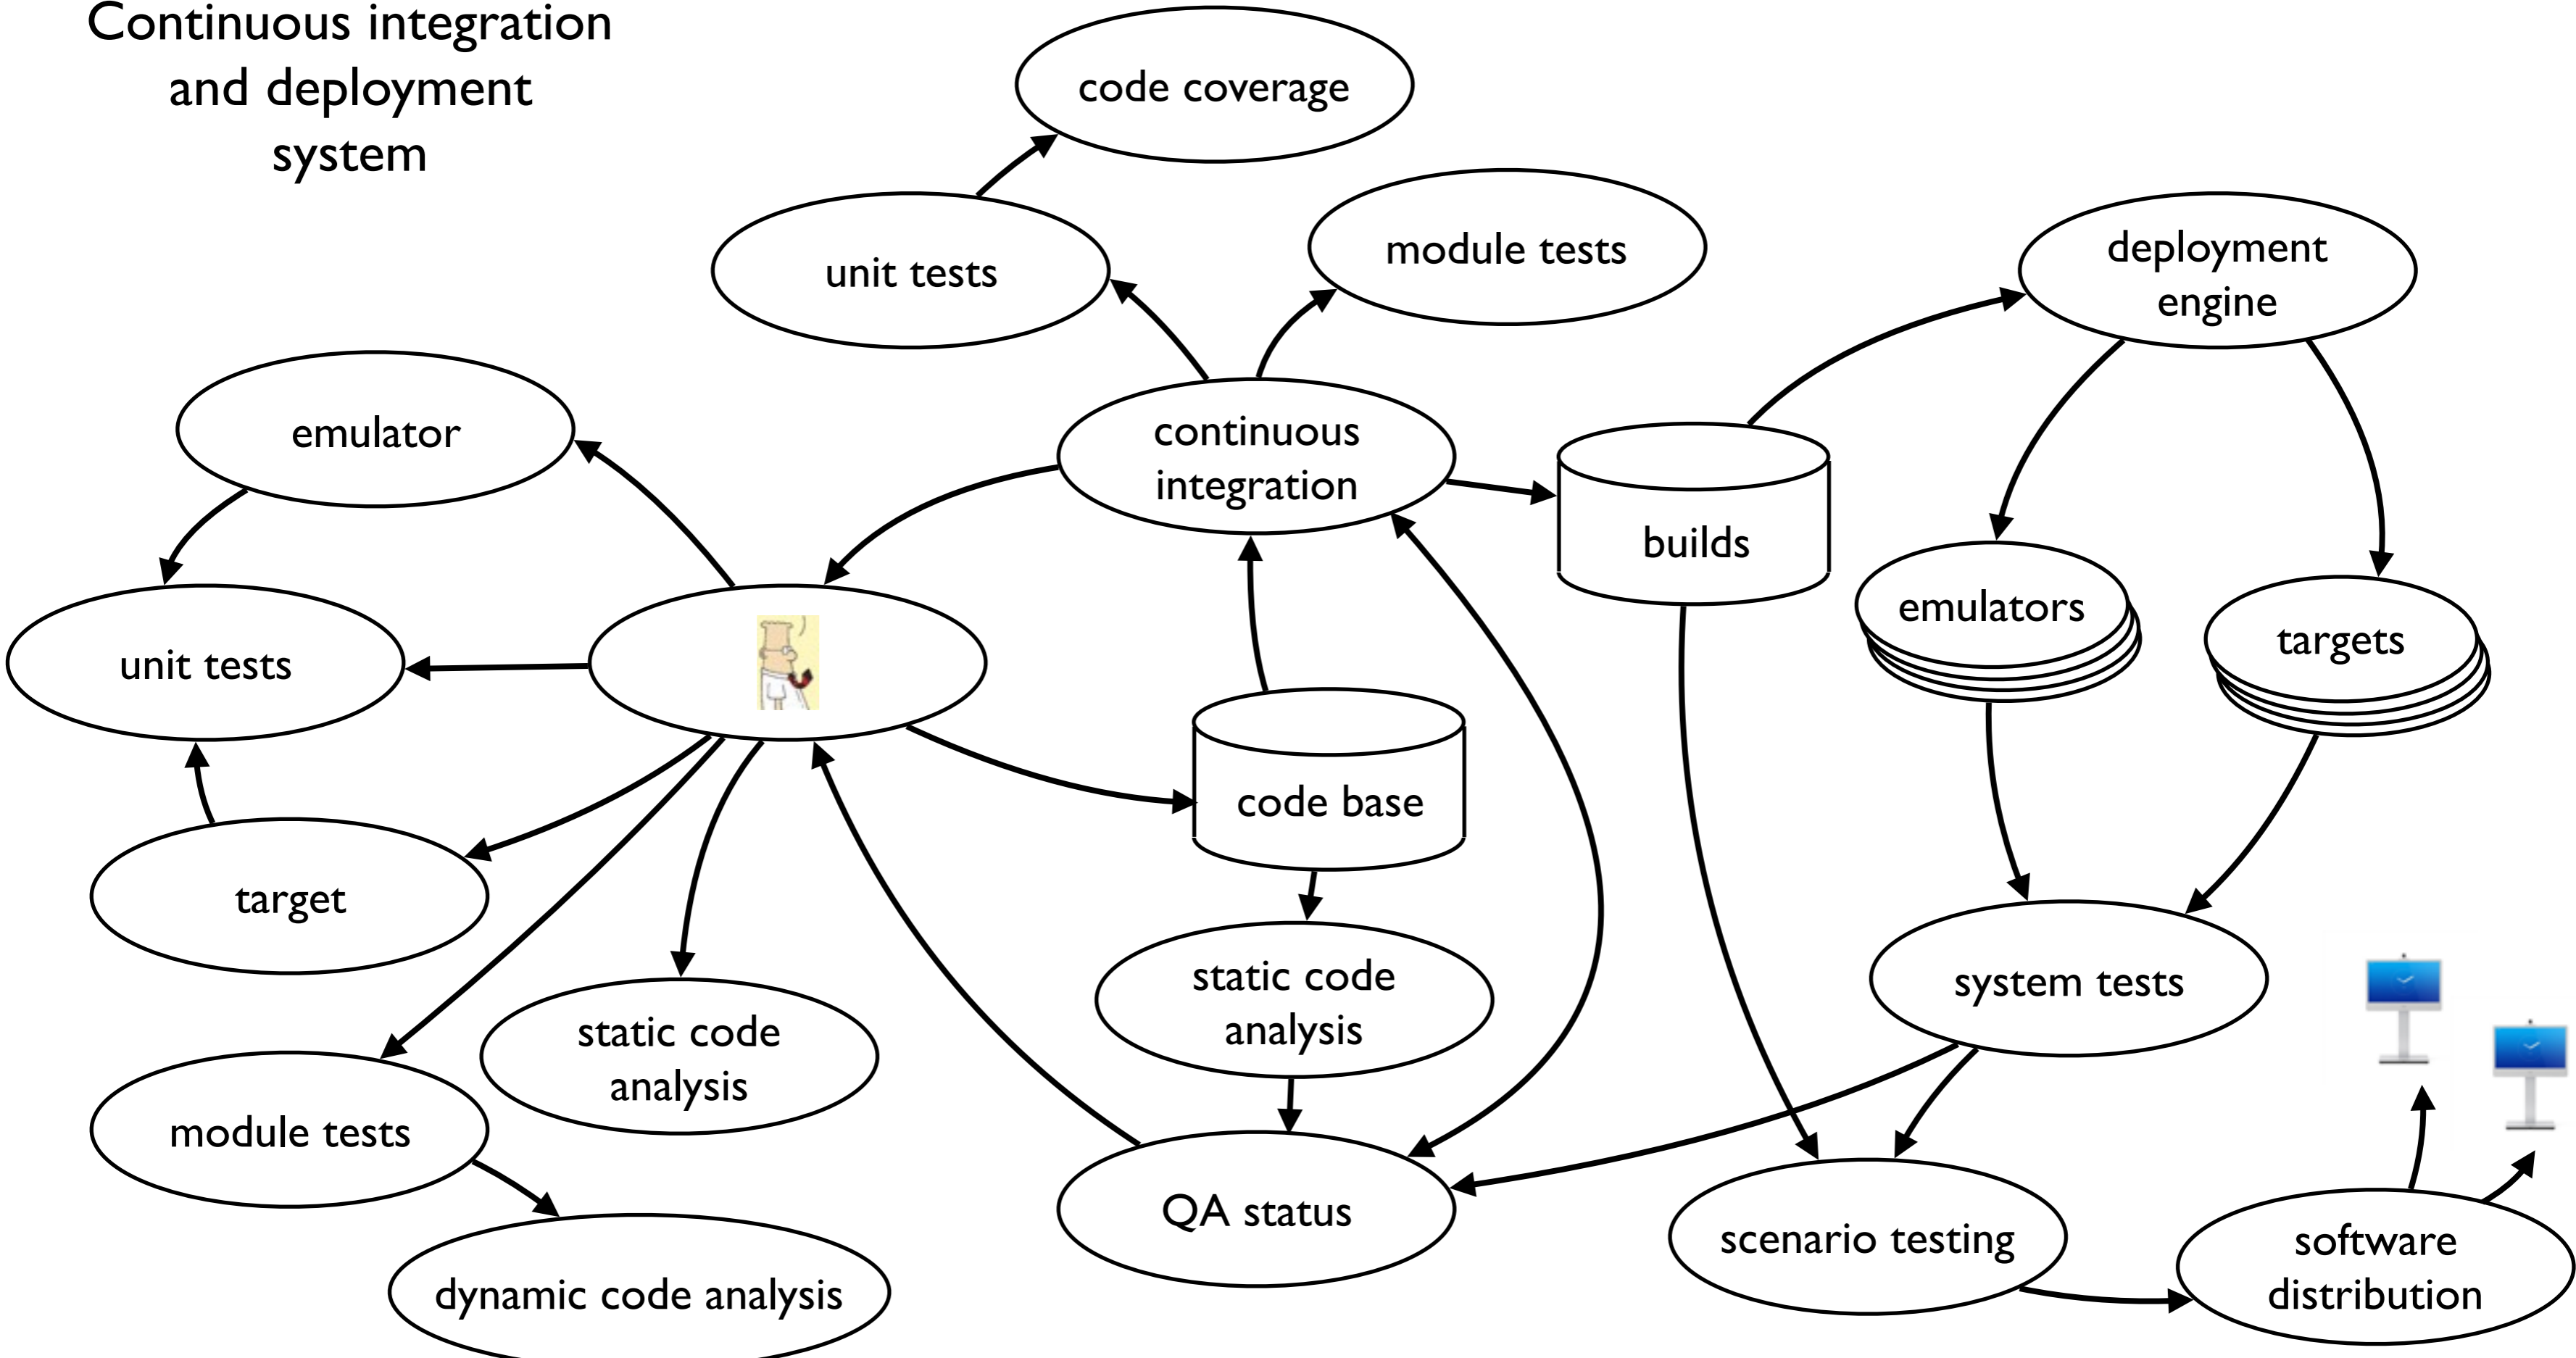 Continuous integration
and deployment
system
code coverage
unit tests
module tests
deployment
engine
emulator
continuous
integration
builds
emulators
targets
unit tests
code base
target
static code
analysis
system tests
static code
analysis
module tests
QA status
scenario testing
software
distribution
dynamic code analysis